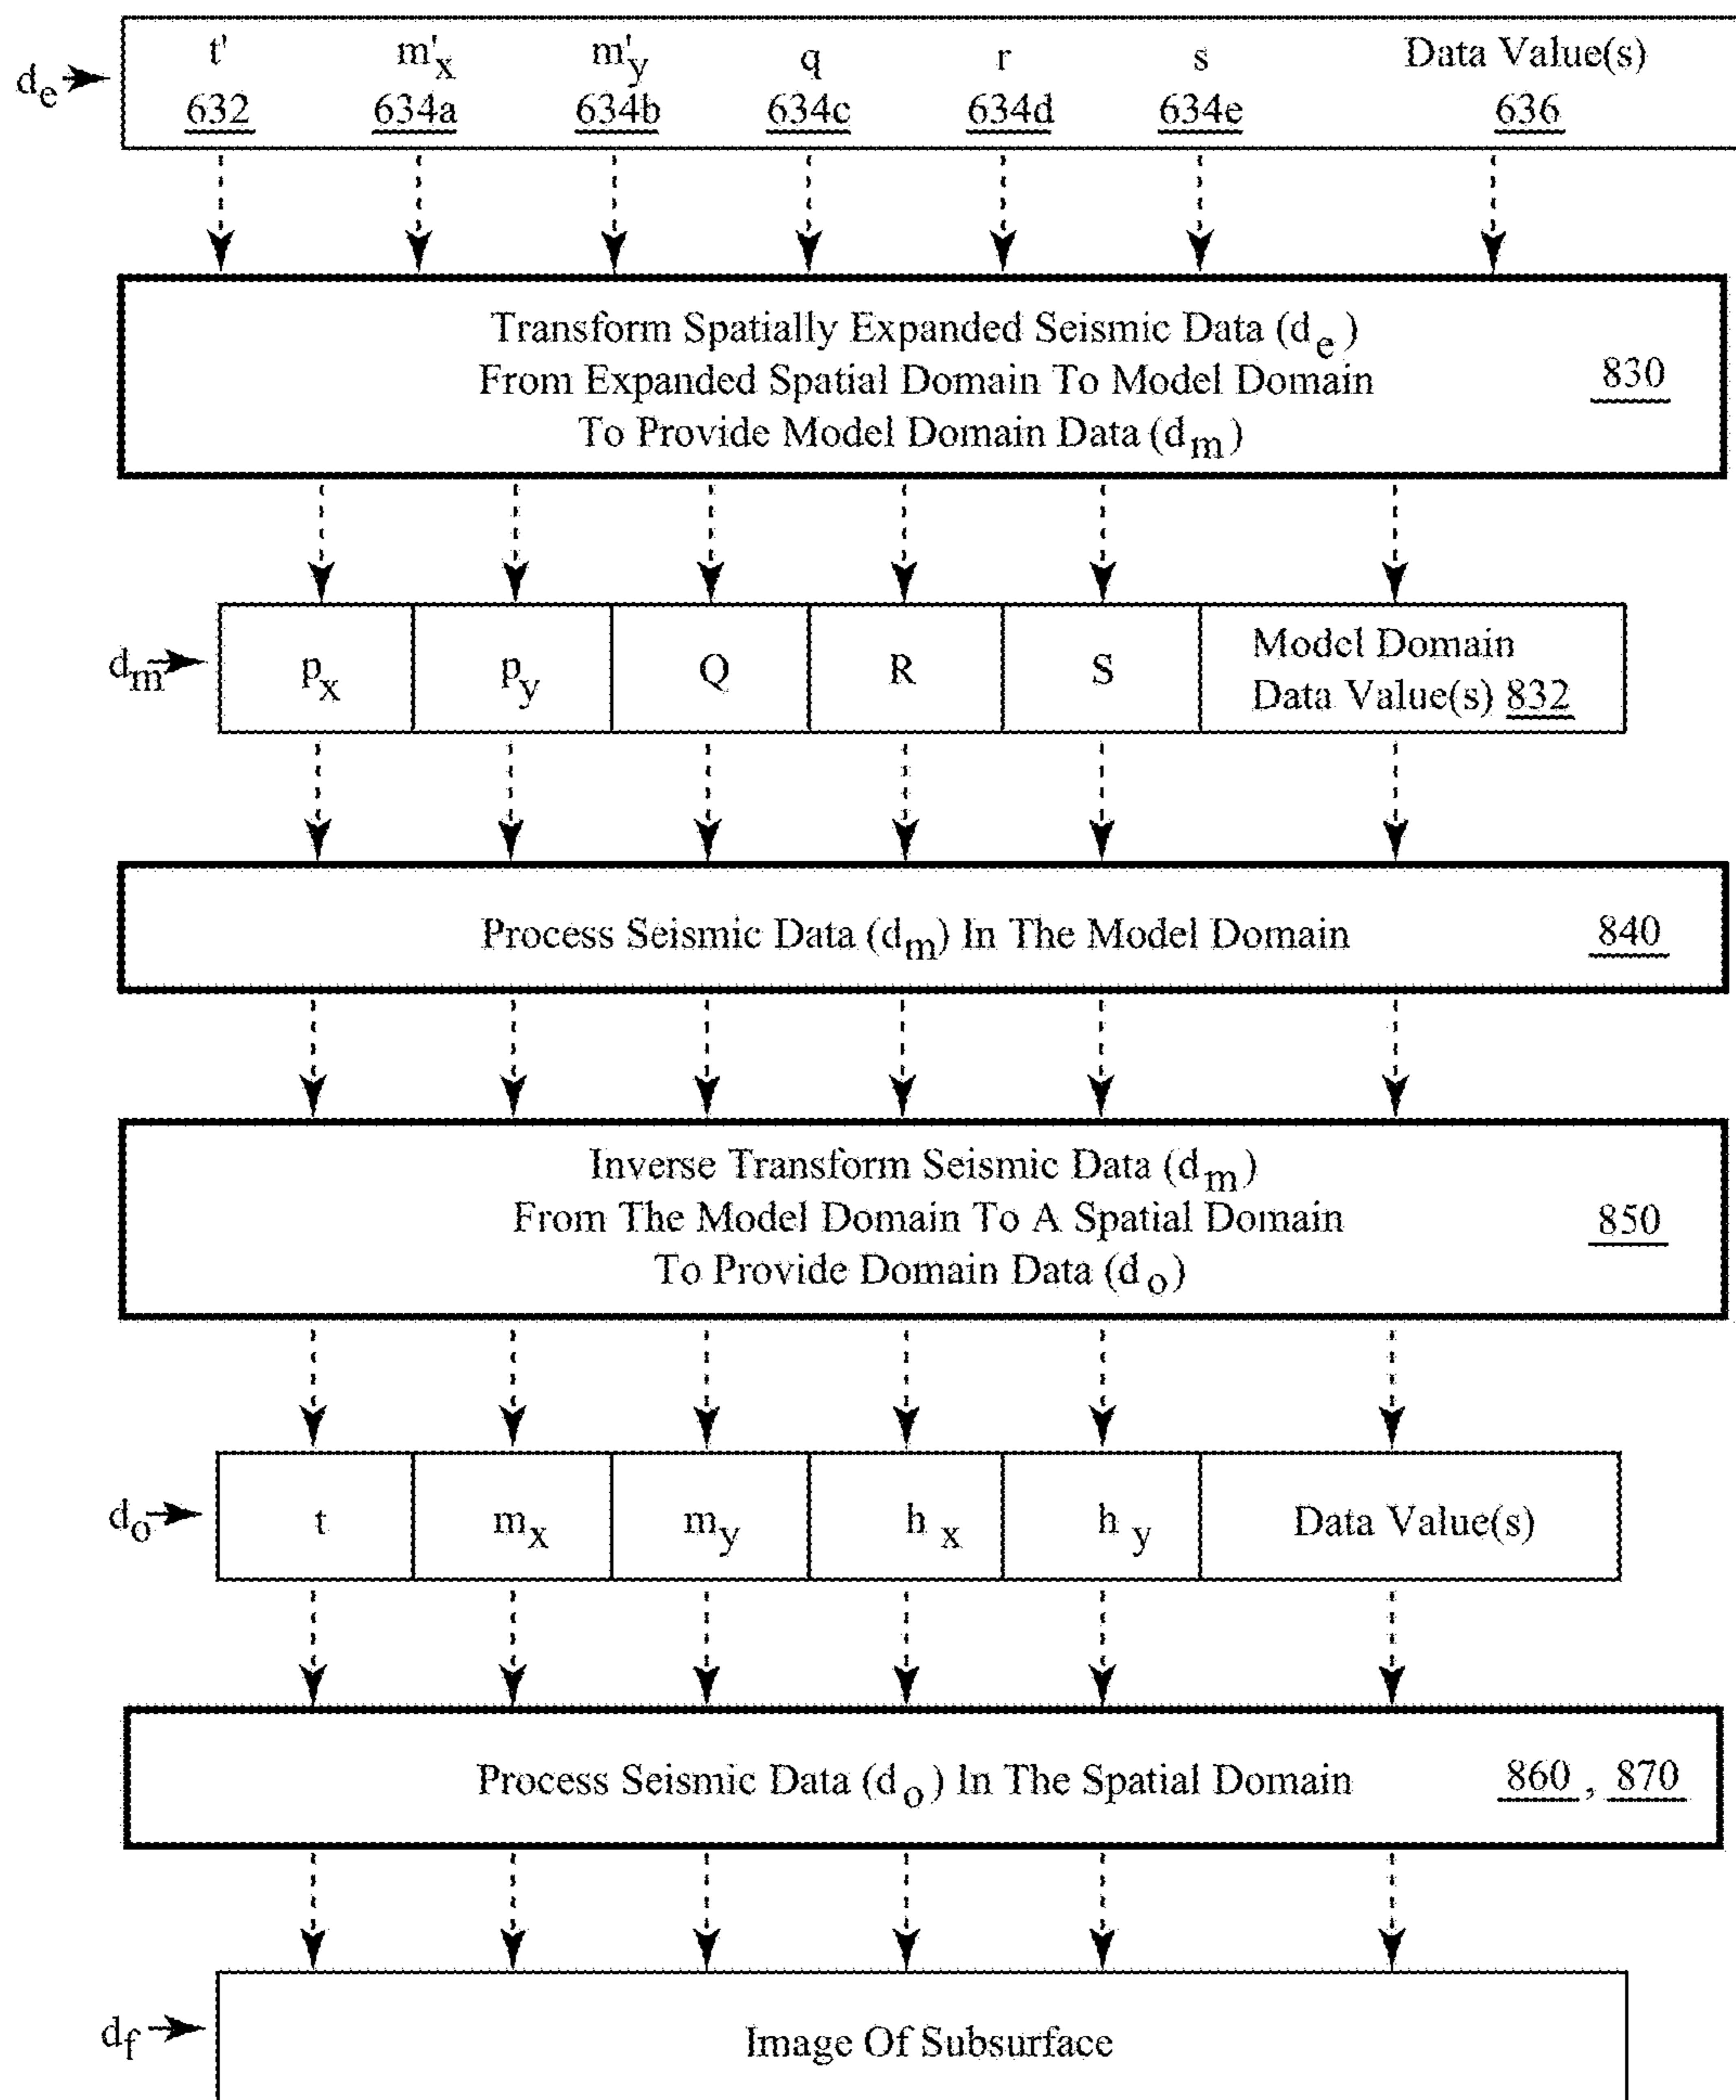 t' m'x m'y q r s Data Value(s)
de 632 634a 634b 634c 634d 634e 636
Transform Spatially Expanded Seismic Data (de)
From Expanded Spatial Domain To Model Domain 830
To Provide Model Domain Data (dm)
dm px py Q R S Model Domain
Data Value(s) 832
Process Seismic Data (dm) In The Model Domain 840
Inverse Transform Seismic Data (dm)
From The Model Domain To A Spatial Domain 850
To Provide Domain Data (do)
do t mx my hx hy Data Value(s)
Process Seismic Data (do) In The Spatial Domain 860, 870
df Image Of Subsurface